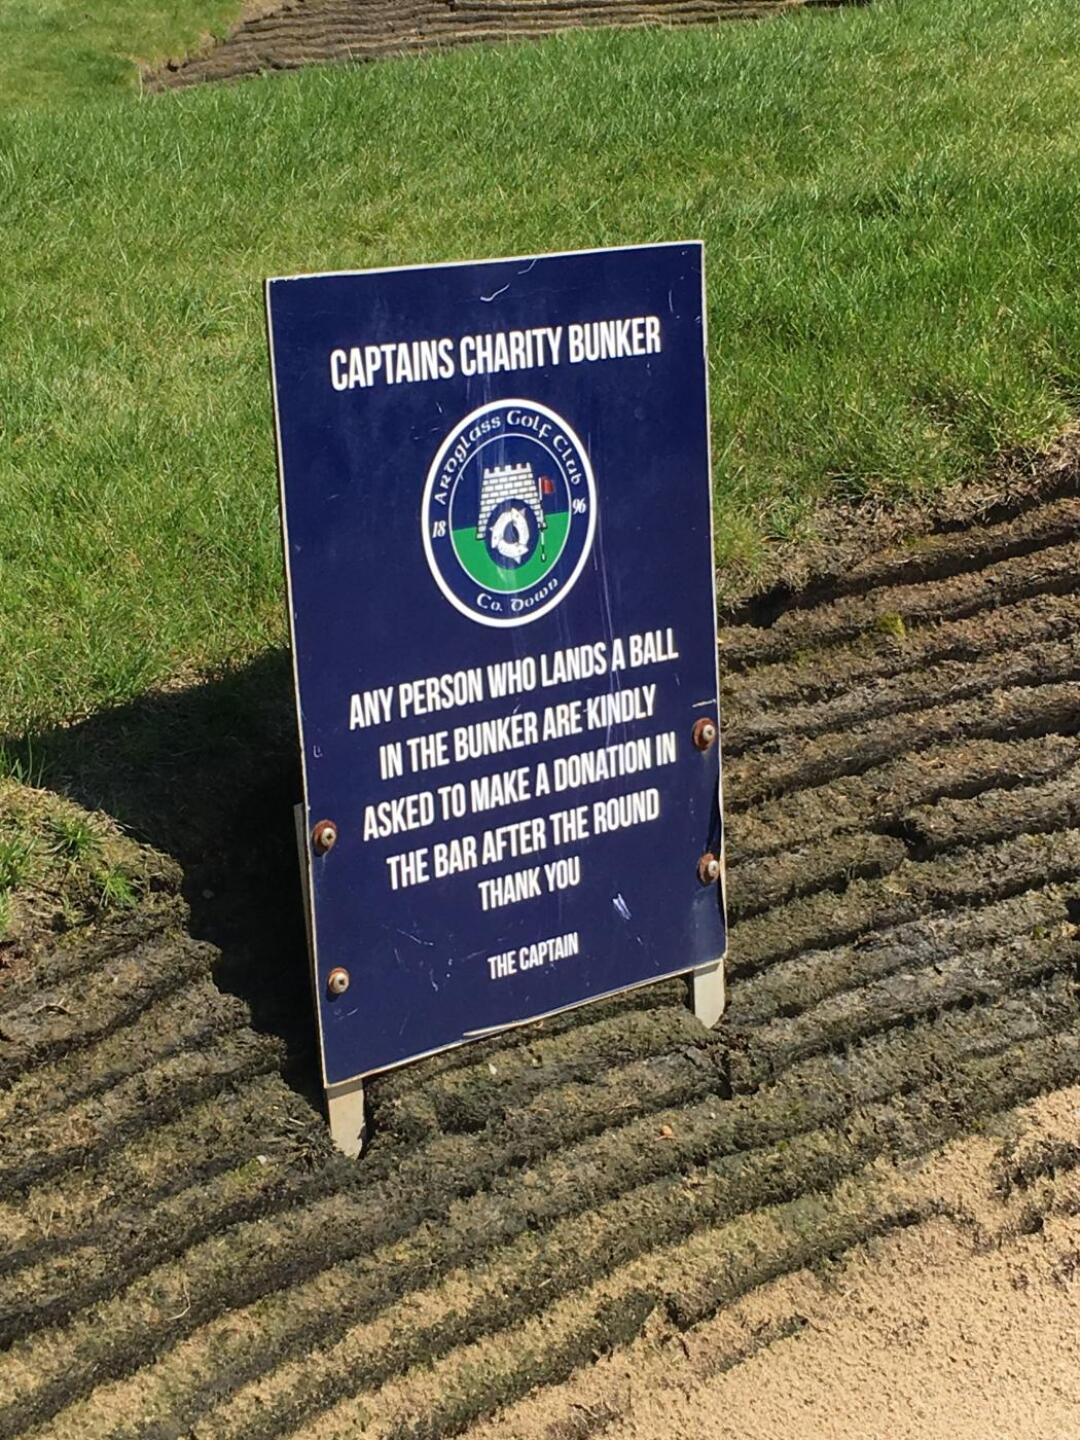 CAPTAINS CHARITY BUNKER
Ardglass Golf Club
18 96
Co. Down
ANY PERSON WHO LANDS A BALL
IN THE BUNKER ARE KINDLY
ASKED TO MAKE A DONATION IN
THE BAR AFTER THE ROUND
THANK YOU
THE CAPTAIN